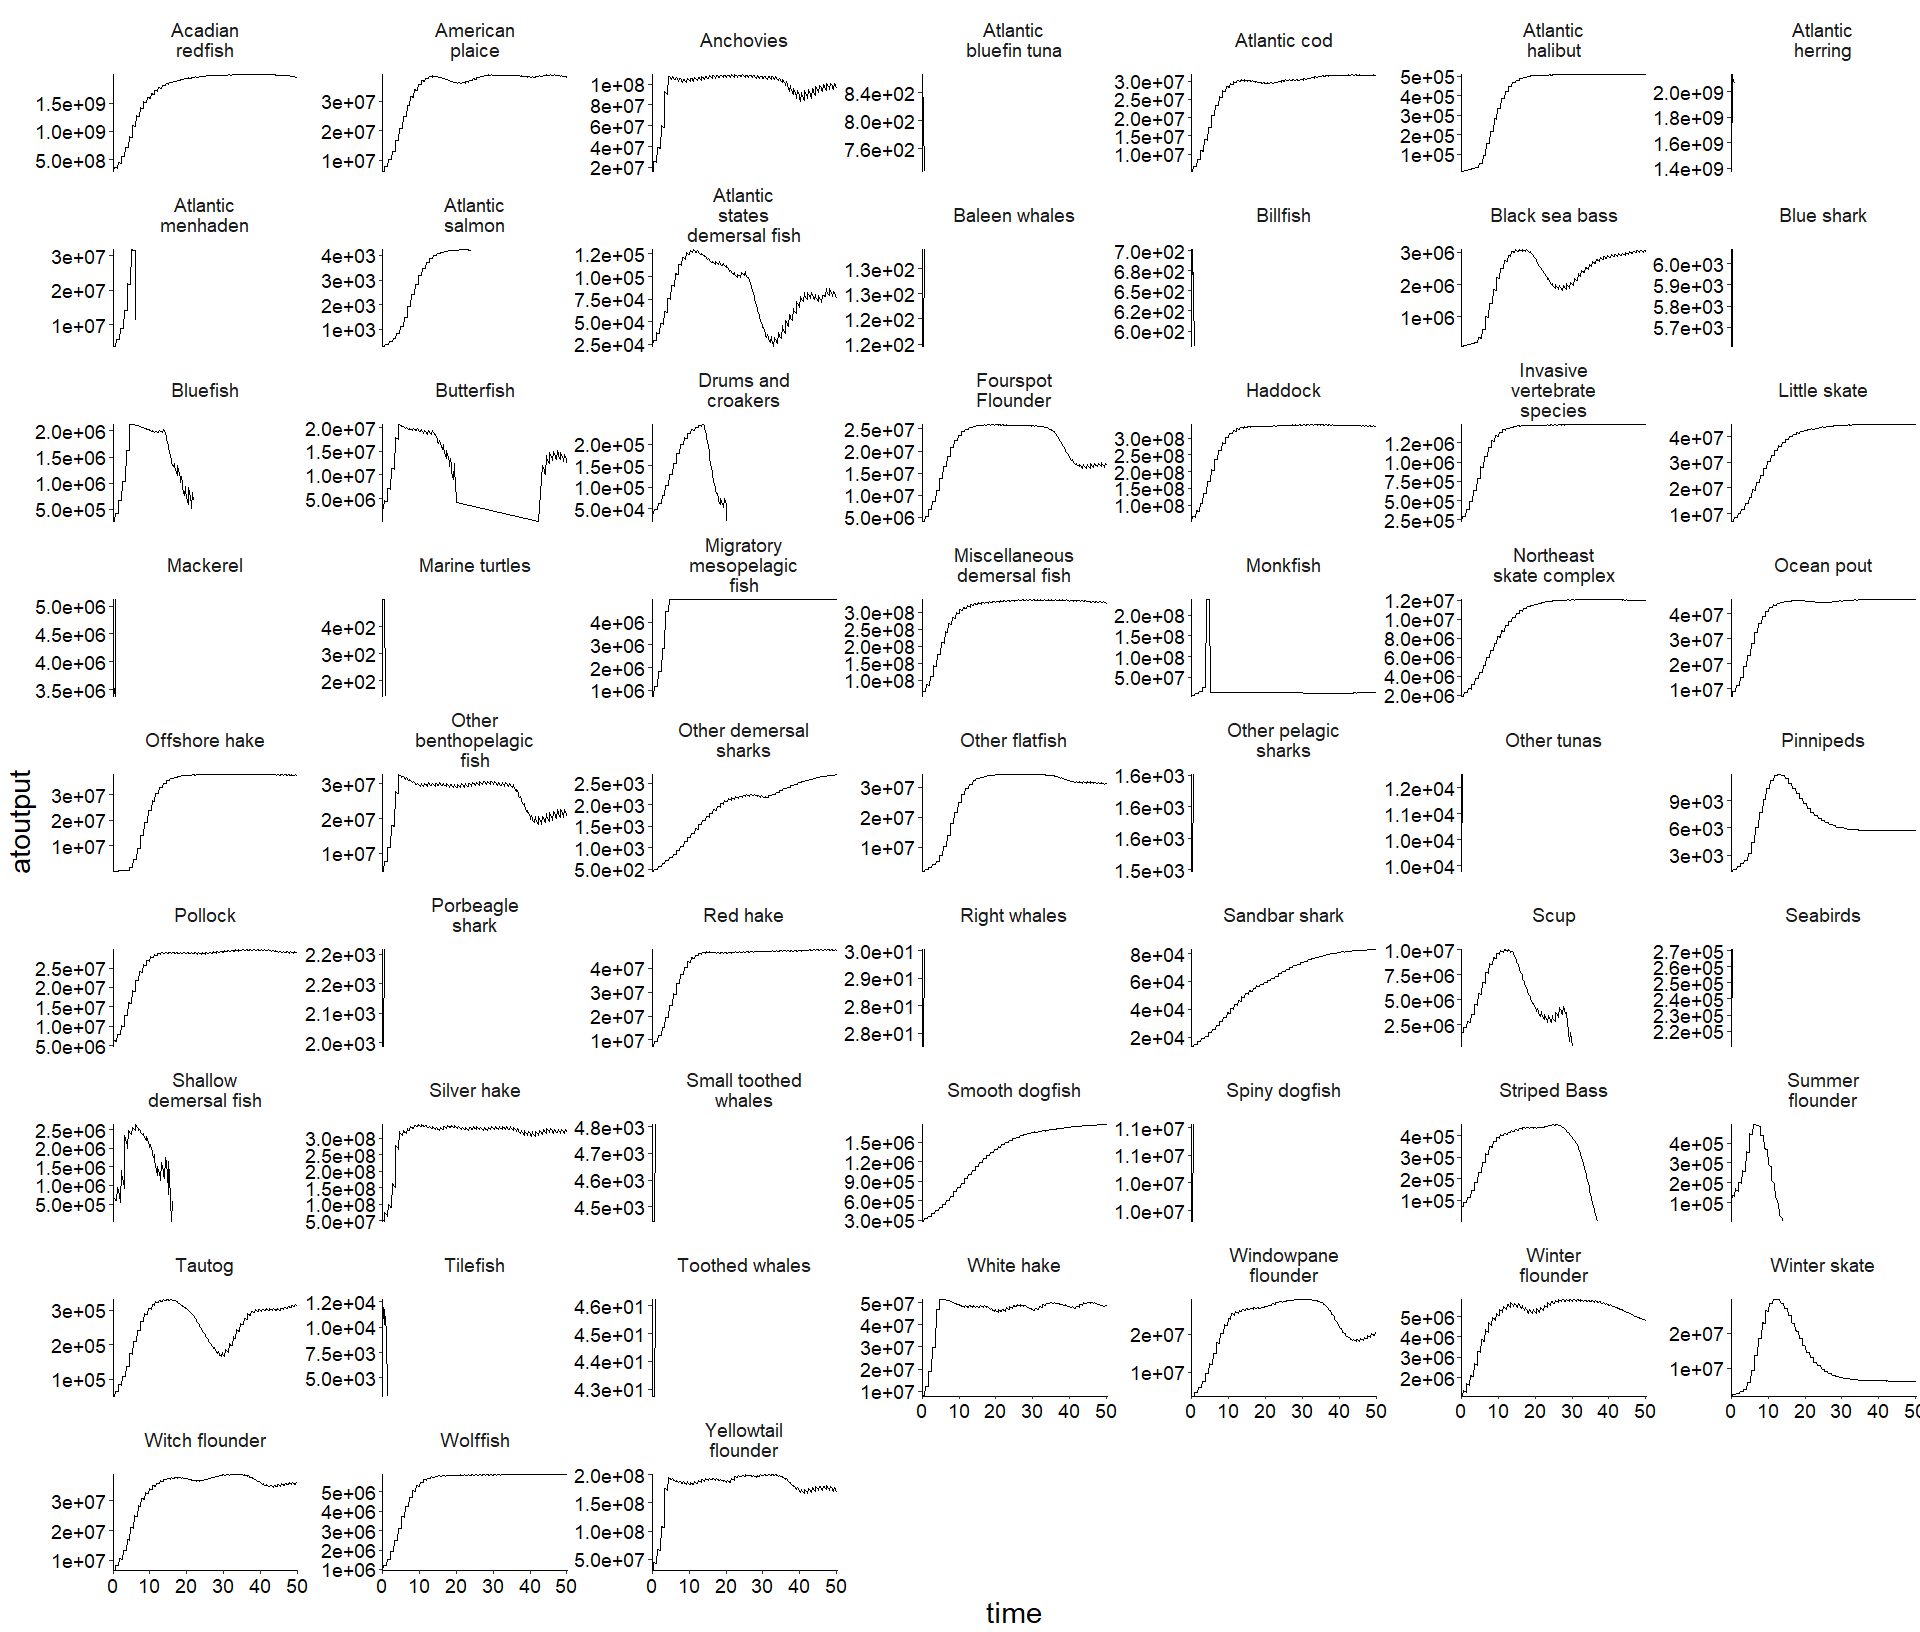 Acadian
redfish
American
plaice
Anchovies
Atlantic
bluefin tuna
Atlantic cod
Atlantic
halibut
Atlantic
herring
1.5e+09
1.0e+09
5.0e+08
3e+07
2e+07
1e+07
1e+08
8e+07
6e+07
4e+07
2e+07
8.4e+02
8.0e+02
7.6e+02
3.0e+07
2.5e+07
2.0e+07
1.5e+07
1.0e+07
5e+05
4e+05
3e+05
2e+05
1e+05
2.0e+09
1.8e+09
1.6e+09
1.4e+09
Atlantic
menhaden
Atlantic
salmon
Atlantic
states
demersal fish
Baleen whales
Billfish
Black sea bass
Blue shark
3e+07
2e+07
1e+07
4e+03
3e+03
2e+03
1e+03
1.2e+05
1.0e+05
7.5e+04
5.0e+04
2.5e+04
1.3e+02
1.3e+02
1.2e+02
1.2e+02
7.0e+02
6.8e+02
6.5e+02
6.2e+02
6.0e+02
3e+06
2e+06
1e+06
6.0e+03
5.9e+03
5.8e+03
5.7e+03
Bluefish
Butterfish
Drums and
croakers
Fourspot
Flounder
Haddock
Invasive
vertebrate
species
Little skate
2.0e+06
1.5e+06
1.0e+06
5.0e+05
2.0e+07
1.5e+07
1.0e+07
5.0e+06
2.0e+05
1.5e+05
1.0e+05
5.0e+04
2.5e+07
2.0e+07
1.5e+07
1.0e+07
5.0e+06
3.0e+08
2.5e+08
2.0e+08
1.5e+08
1.0e+08
1.2e+06
1.0e+06
7.5e+05
5.0e+05
2.5e+05
4e+07
3e+07
2e+07
1e+07
Mackerel
Marine turtles
Migratory
mesopelagic
fish
Miscellaneous
demersal fish
Monkfish
Northeast
skate complex
Ocean pout
5.0e+06
4.5e+06
4.0e+06
3.5e+06
4e+02
3e+02
2e+02
4e+06
3e+06
2e+06
1e+06
3.0e+08
2.5e+08
2.0e+08
1.5e+08
1.0e+08
2.0e+08
1.5e+08
1.0e+08
5.0e+07
1.2e+07
1.0e+07
8.0e+06
6.0e+06
4.0e+06
2.0e+06
4e+07
3e+07
2e+07
1e+07
Offshore hake
Other
benthopelagic
fish
Other demersal
sharks
Other flatfish
Other pelagic
sharks
Other tunas
Pinnipeds
3e+07
2e+07
1e+07
3e+07
2e+07
1e+07
2.5e+03
2.0e+03
1.5e+03
1.0e+03
5.0e+02
3e+07
2e+07
1e+07
1.6e+03
1.6e+03
1.6e+03
1.5e+03
1.2e+04
1.1e+04
1.0e+04
1.0e+04
9e+03
6e+03
3e+03
atoutput
Pollock
Porbeagle
shark
Red hake
Right whales
Sandbar shark
Scup
Seabirds
2.5e+07
2.0e+07
1.5e+07
1.0e+07
5.0e+06
2.2e+03
2.2e+03
2.1e+03
2.0e+03
4e+07
3e+07
2e+07
1e+07
3.0e+01
2.9e+01
2.8e+01
2.8e+01
8e+04
6e+04
4e+04
2e+04
1.0e+07
7.5e+06
5.0e+06
2.5e+06
2.7e+05
2.6e+05
2.5e+05
2.4e+05
2.3e+05
2.2e+05
Shallow
demersal fish
Silver hake
Small toothed
whales
Smooth dogfish
Spiny dogfish
Striped Bass
Summer
flounder
2.5e+06
2.0e+06
1.5e+06
1.0e+06
5.0e+05
3.0e+08
2.5e+08
2.0e+08
1.5e+08
1.0e+08
5.0e+07
4.8e+03
4.7e+03
4.6e+03
4.5e+03
1.5e+06
1.2e+06
9.0e+05
6.0e+05
3.0e+05
1.1e+07
1.1e+07
1.0e+07
1.0e+07
4e+05
3e+05
2e+05
1e+05
4e+05
3e+05
2e+05
1e+05
Tautog
Tilefish
Toothed whales
White hake
Windowpane
flounder
Winter
flounder
Winter skate
3e+05
2e+05
1e+05
1.2e+04
1.0e+04
7.5e+03
5.0e+03
4.6e+01
4.5e+01
4.4e+01
4.3e+01
5e+07
4e+07
3e+07
2e+07
1e+07
2e+07
1e+07
5e+06
4e+06
3e+06
2e+06
2e+07
1e+07
0 10 20 30 40 50
0 10 20 30 40 50
0 10 20 30 40 50
0 10 20 30 40 50
Witch flounder
Wolffish
Yellowtail
flounder
3e+07
2e+07
1e+07
5e+06
4e+06
3e+06
2e+06
1e+06
2.0e+08
1.5e+08
1.0e+08
5.0e+07
0 10 20 30 40 50
0 10 20 30 40 50
0 10 20 30 40 50
time